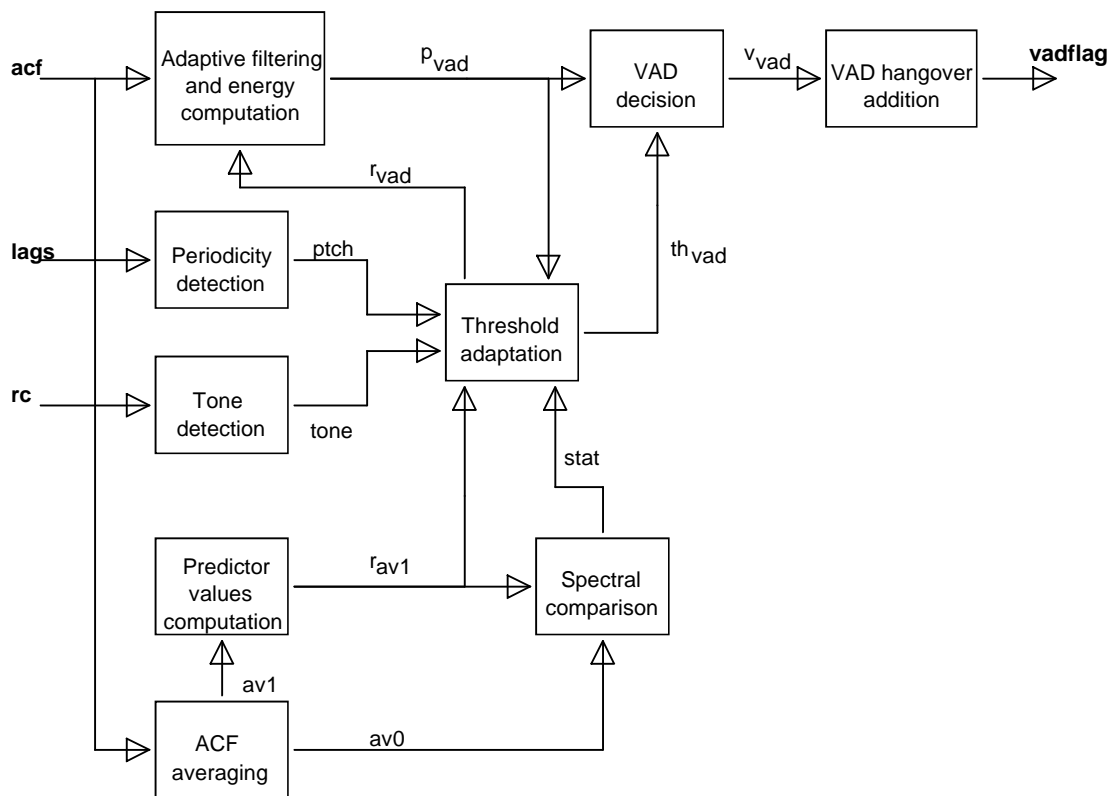 acf
Adaptive filtering
and energy
computation
pvad
VAD
decision
vvad
VAD hangover
addition
vadflag
rvad
lags
Periodicity
detection
ptch
thvad
Threshold
adaptation
rc
Tone
detection
tone
stat
Predictor
values
computation
rav1
Spectral
comparison
av1
ACF
averaging
av0